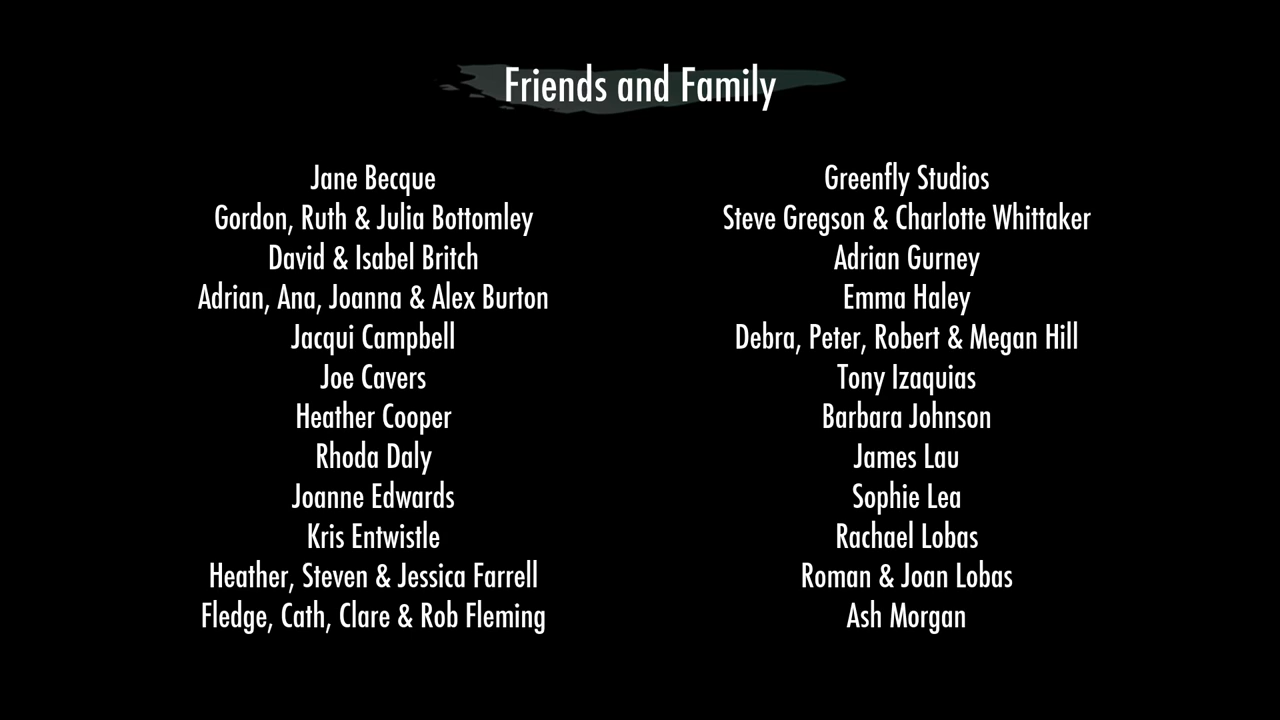 Friends and Family
Jane Becque
Gordon, Ruth & Julia Bottomley
David & Isabel Britch
Adrian, Ana, Joanna & Alex Burton
Jacqui Campbell
Joe Cavers
Heather Cooper
Rhoda Daly
Joanne Edwards
Kris Entwistle
Heather, Steven & Jessica Farrell
Fledge, Cath, Clare & Rob Fleming
Greenfly Studios
Steve Gregson & Charlotte Whittaker
Adrian Gurney
Emma Haley
Debra, Peter, Robert & Megan Hill
Tony Izaquias
Barbara Johnson
James Lau
Sophie Lea
Rachael Lobas
Roman & Joan Lobas
Ash Morgan